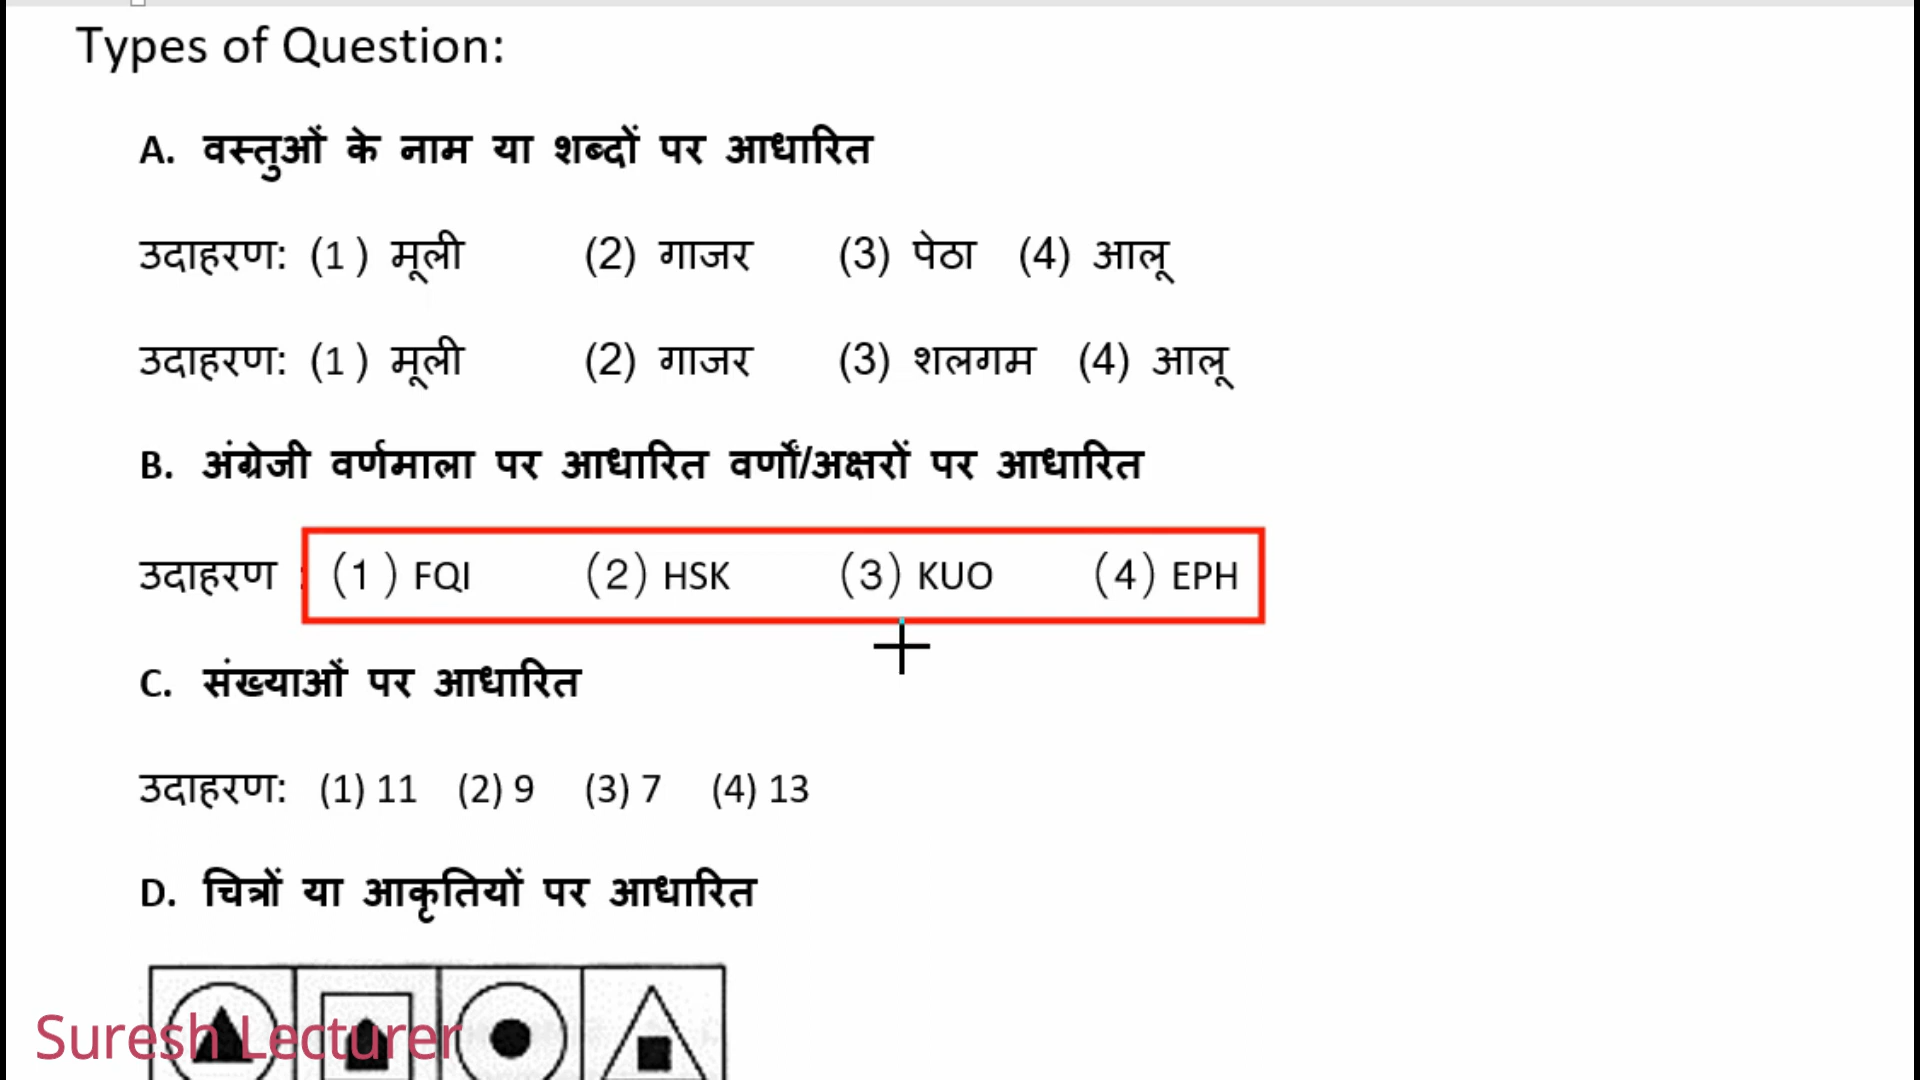 Types of Question:
A. वस्तुओं के नाम या शब्दों पर आधारित
उदाहरण: (1 ) मूली (2) गाजर (3) पेठा (4) आलू
उदाहरण: (1 ) मूली (2) गाजर (3) शलगम (4) आलू
B. अंग्रेजी वर्णमाला पर आधारित वर्णों/अक्षरों पर आधारित
उदाहरण : (1 ) FQI (2) HSK (3) KUO (4) EPH
C. संख्याओं पर आधारित
उदाहरण: (1) 11 (2) 9 (3) 7 (4) 13
D. चित्रों या आकृतियों पर आधारित
Suresh Lecturer